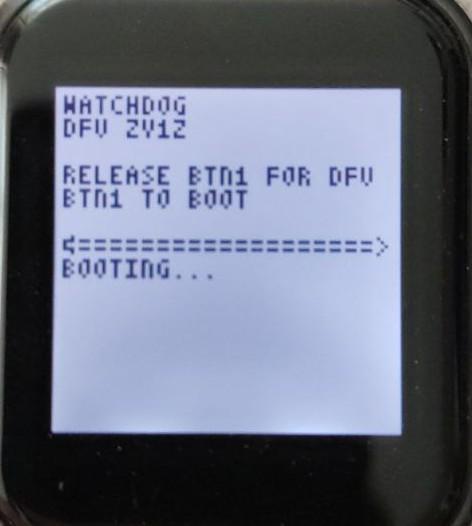 WATCHDOG
DFU 2V12
RELEASE BTN1 FOR DFU
BTN1 TO BOOT
<===================>
BOOTING...